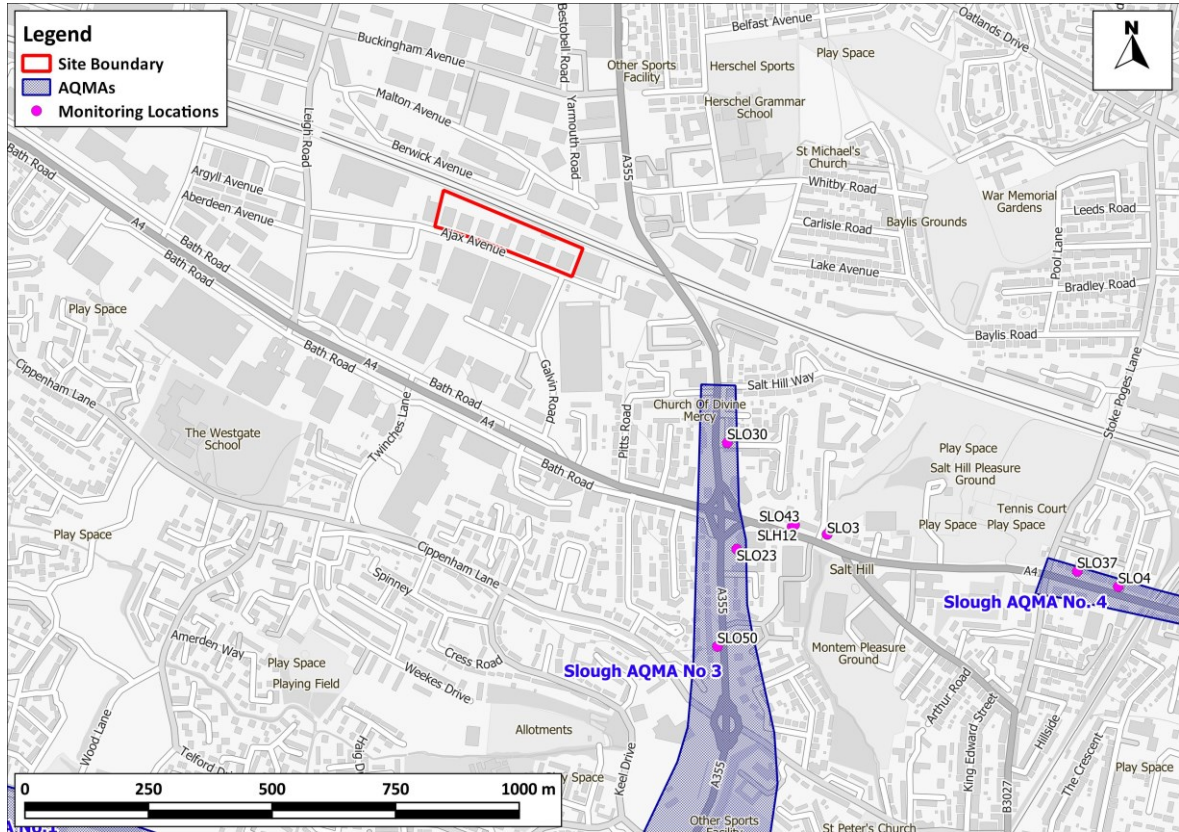 Legend
Site Boundary
AQMAs
Monitoring Locations
N
Belfast Avenue
Oatlands Drive
Bestobell Road
Buckingham Avenue
Play Space
Other Sports
Facility
Herschel Sports
Malton Avenue
Yarmouth Road
Herschel Grammar
School
Leigh Road
Berwick Avenue
A355
St Michael's
Church
Bath Road
Argyll Avenue
Whitby Road
War Memorial
Gardens
Aberdeen Avenue
Leeds Road
A4
Carlisle Road
Baylis Grounds
Bath Road
Ajax Avenue
Pool Lane
Bath Road
Lake Avenue
Bradley Road
Play Space
Baylis Road
Bath Road
A4
Galvin Road
Stoke Poges Lane
Cippenham Lane
Bath Road
Salt Hill Way
Church Of Divine
Mercy
Pitts Road
Twinches Lane
A4
The Westgate
School
SLO30
Play Space
Salt Hill Pleasure
Ground
Bath Road
Tennis Court
SLO43
SLO3
Play Space
Play Space
Play Space
SLH12
Cippenham Lane
SLO23
Salt Hill
SLO37
A4
SLO4
Spinney
A355
Slough AQMA No. 4
Amerden Way
SLO50
Montem Pleasure
Ground
Play Space
Cress Road
Slough AQMA No 3
Playing Field
Weekes Drive
Arthur Road
King Edward Street
Hillside
Allotments
Wood Lane
Keel Drive
The Crescent
Play Space
A355
B3027
0
250
500
750
1000 m
Other Sports
Facility
St Peter's Church